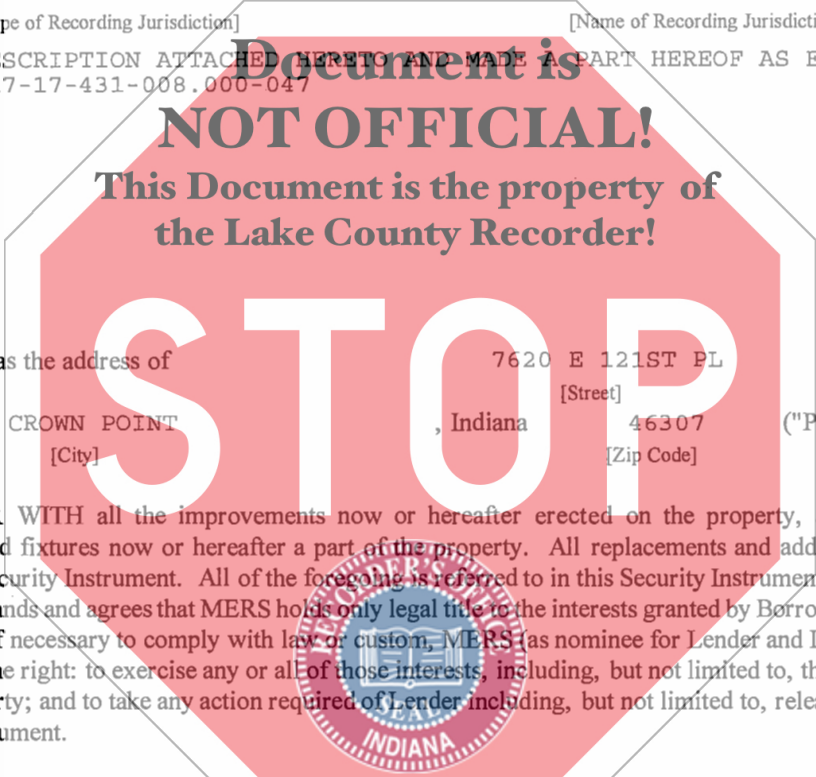 pe of Recording Jurisdiction] [Name of Recording Jurisdicti
SCRIPTION ATTACHED HERETO AND MADE A PART HEREOF AS E
Document is
7-17-431-008.000-047
NOT OFFICIAL!
This Document is the property of
the Lake County Recorder!
STOP
as the address of 7620 E 121ST PL
[Street]
CROWN POINT , Indiana 46307 ("P
[City] [Zip Code]
WITH all the improvements now or hereafter erected on the property,
d fixtures now or hereafter a part of the property. All replacements and add
curity Instrument. All of the foregoing is referred to in this Security Instrumen
nds and agrees that MERS holds only legal title to the interests granted by Borro
f necessary to comply with law or custom, MERS (as nominee for Lender and L
e right: to exercise any or all of those interests, including, but not limited to, th
rty; and to take any action required of Lender including, but not limited to, relea
ument.
RECORDER'S OFFICE
SEAL
INDIANA